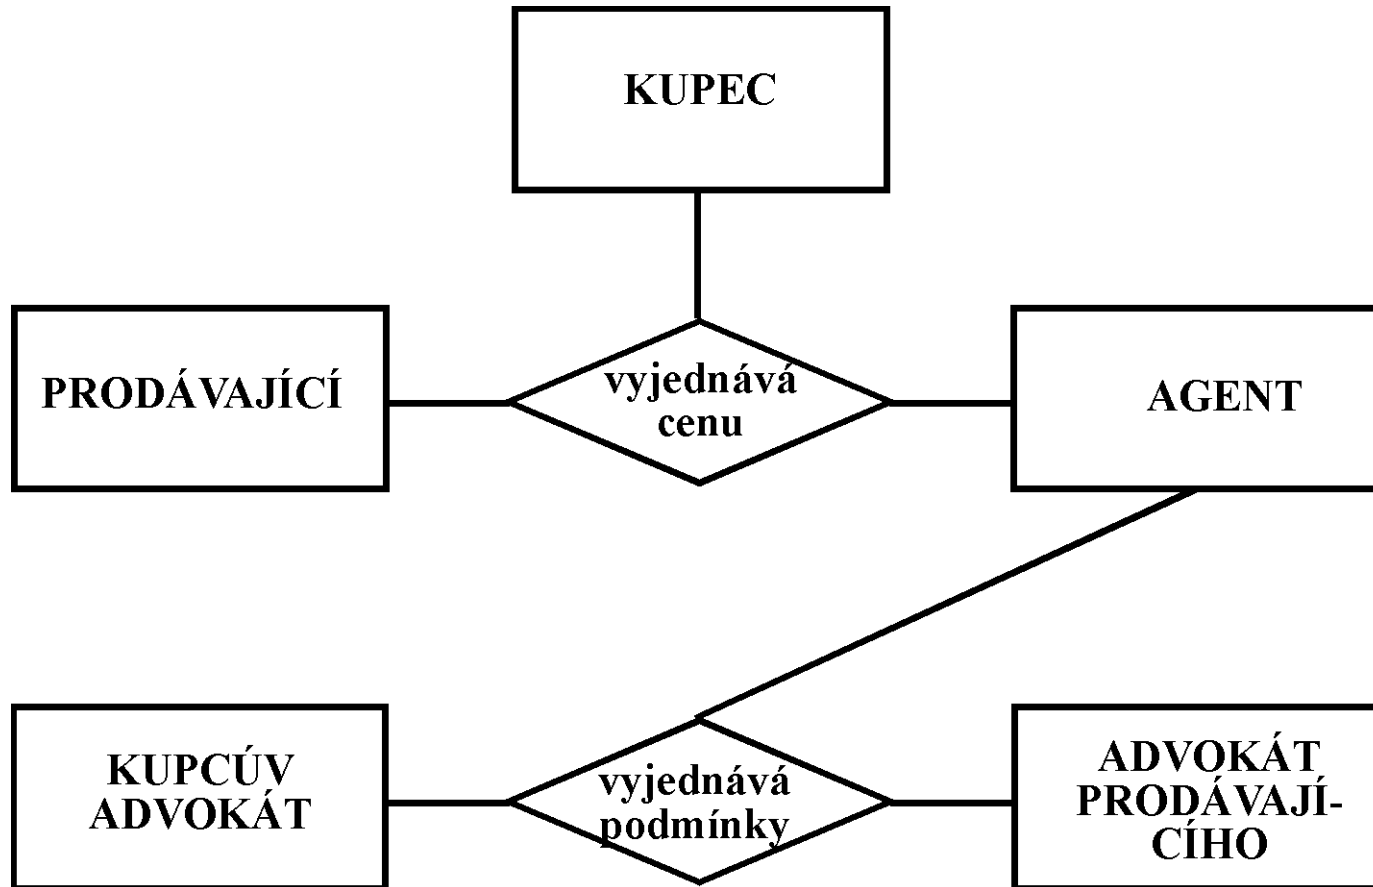 KUPEC
PRODÁVAJÍCÍ
vyjednává
cenu
AGENT
KUPCÚV
ADVOKÁT
vyjednává
podmínky
ADVOKÁT
PRODÁVAJÍ-
CÍHO